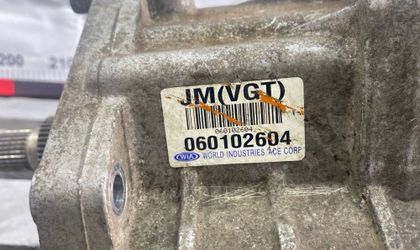 200
JM(VGT)
060102604
060102604
WIA WORLD INDUSTRIES ACE CORP